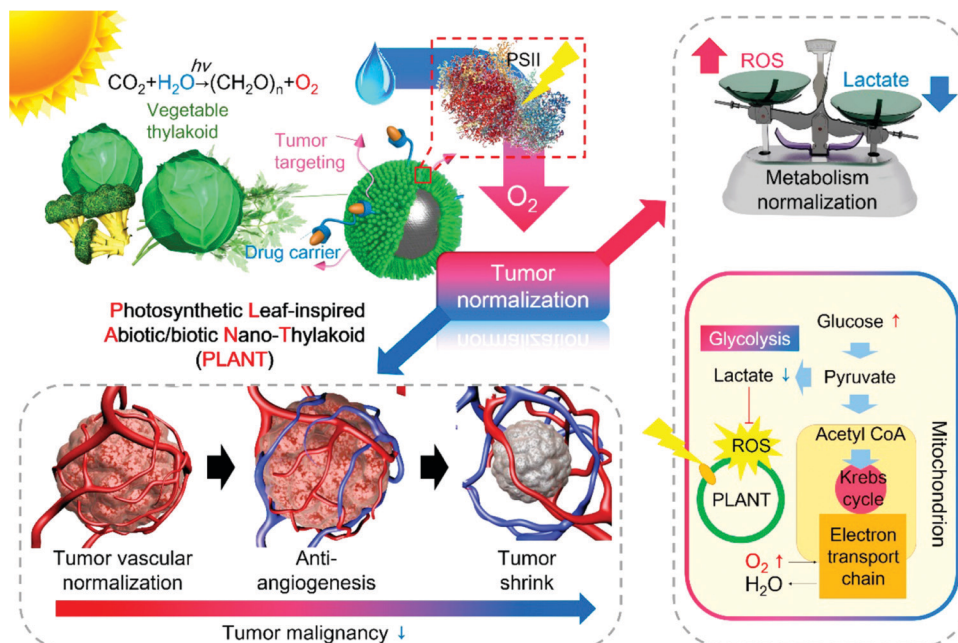 hv
CO₂+H₂O→(CH₂O)n+O₂
Vegetable
thylakoid
Tumor
targeting
Drug carrier
PSII
O₂
Photosynthetic Leaf-inspired
Abiotic/biotic Nano-Thylakoid
(PLANT)
Tumor
normalization
Tumor vascular
normalization
Anti-
angiogenesis
Tumor
shrink
Tumor malignancy ↓
ROS
Lactate
Metabolism
normalization
Glucose ↑
Glycolysis
Lactate ↓
Pyruvate
ROS
PLANT
Acetyl CoA
Krebs
cycle
Electron
transport
chain
O₂ ↑
H₂O
Mitochondrion